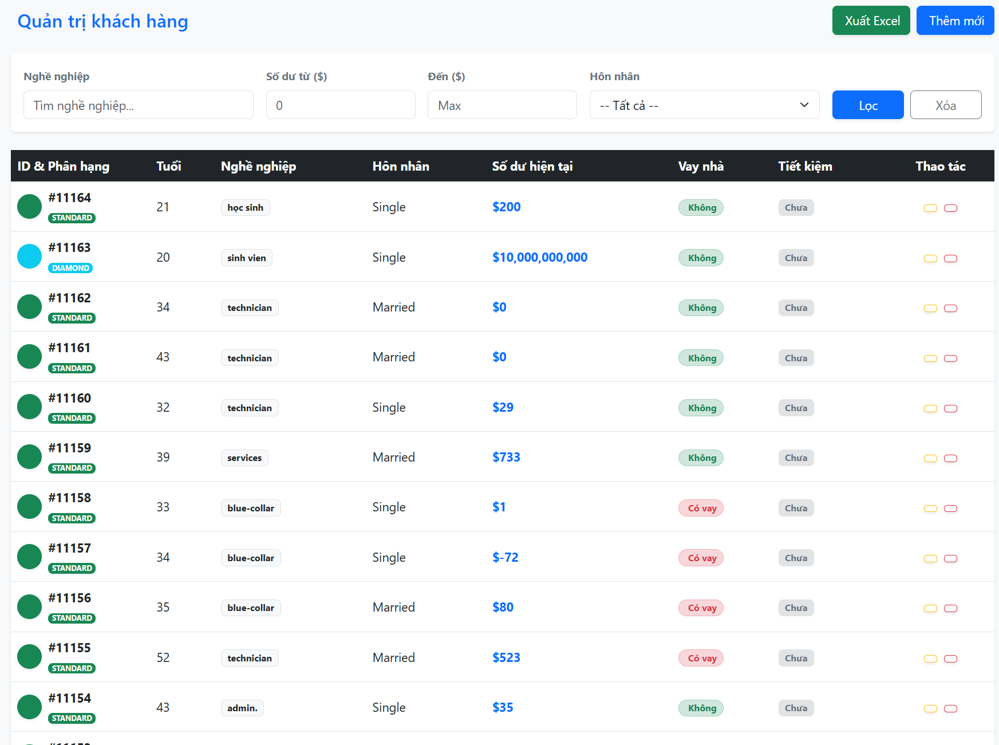 Quản trị khách hàng
Xuất Excel
Thêm mới
Nghề nghiệp
Số dư từ ($)
Đến ($)
Hôn nhân
Tìm nghề nghiệp...
0
Max
-- Tất cả --
Lọc
Xóa
ID & Phân hạng Tuổi Nghề nghiệp Hôn nhân Số dư hiện tại Vay nhà Tiết kiệm Thao tác
#11164 STANDARD 21 học sinh Single $200 Không Chưa
#11163 DIAMOND 20 sinh vien Single $10,000,000,000 Không Chưa
#11162 STANDARD 34 technician Married $0 Không Chưa
#11161 STANDARD 43 technician Married $0 Không Chưa
#11160 STANDARD 32 technician Single $29 Không Chưa
#11159 STANDARD 39 services Married $733 Không Chưa
#11158 STANDARD 33 blue-collar Single $1 Có vay Chưa
#11157 STANDARD 34 blue-collar Single $-72 Có vay Chưa
#11156 STANDARD 35 blue-collar Married $80 Có vay Chưa
#11155 STANDARD 52 technician Married $523 Có vay Chưa
#11154 STANDARD 43 admin. Single $35 Không Chưa